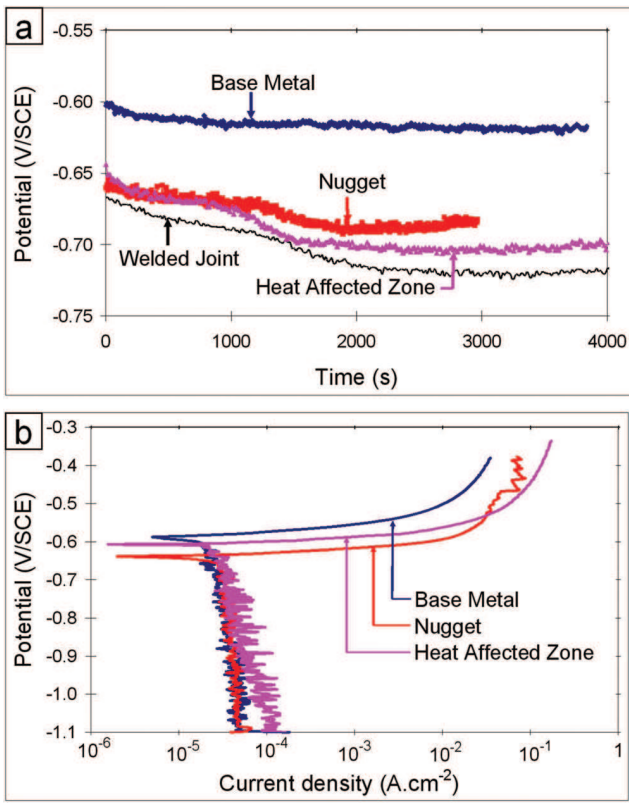 a
-0.55
-0.60
-0.65
-0.70
-0.75
Potential (V/SCE)
Base Metal
Nugget
Welded Joint
Heat Affected Zone
0 1000 2000 3000 4000
Time (s)
b
-0.3
-0.4
-0.5
-0.6
-0.7
-0.8
-0.9
-1.0
-1.1
Potential (V/SCE)
Base Metal
Nugget
Heat Affected Zone
10⁻⁶ 10⁻⁵ 10⁻⁴ 10⁻³ 10⁻² 10⁻¹ 1
Current density (A.cm⁻²)